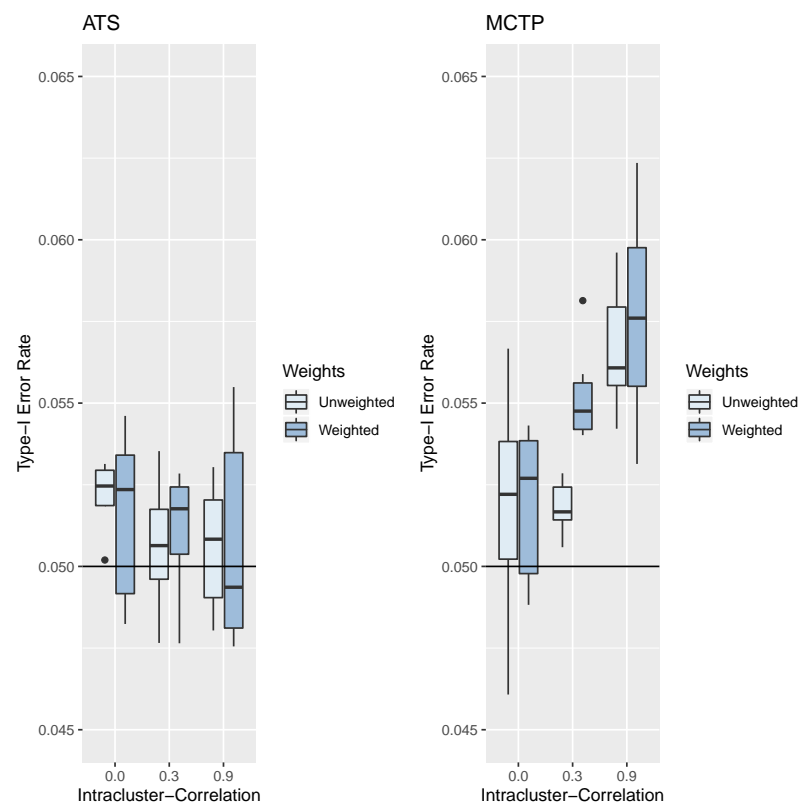 ATS
0.065
0.060
0.055
0.050
0.045
Type−I Error Rate
0.0 0.3 0.9
Intracluster−Correlation
Weights
Unweighted
Weighted
MCTP
0.065
0.060
0.055
0.050
0.045
Type−I Error Rate
0.0 0.3 0.9
Intracluster−Correlation
Weights
Unweighted
Weighted